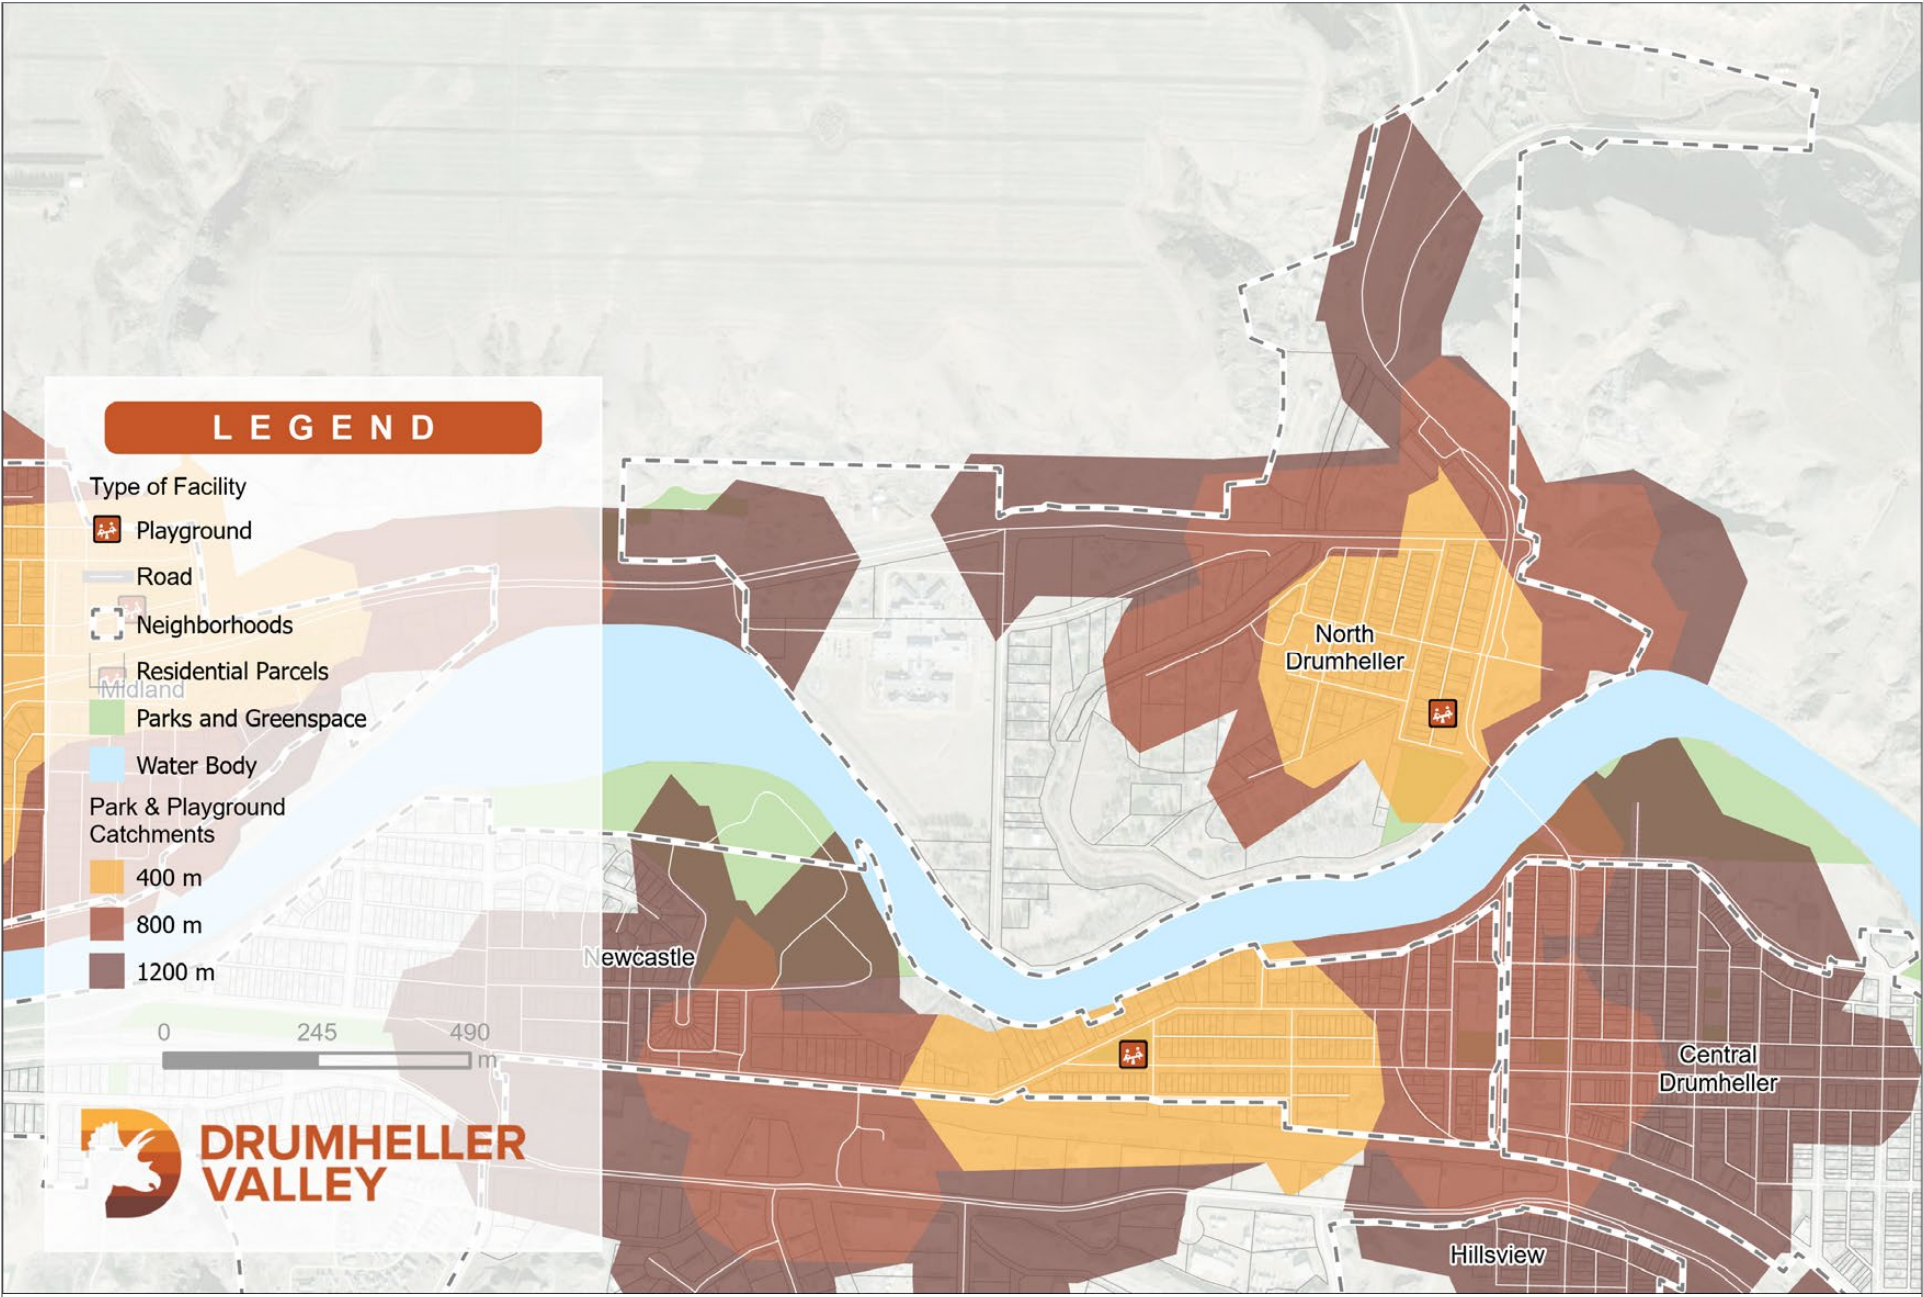 LEGEND
Type of Facility
Playground
Road
Neighborhoods
Residential Parcels
Midland
Parks and Greenspace
Water Body
Park & Playground
Catchments
400 m
800 m
1200 m
0 245 490
m
DRUMHELLER
VALLEY
North
Drumheller
Newcastle
Central
Drumheller
Hillsview